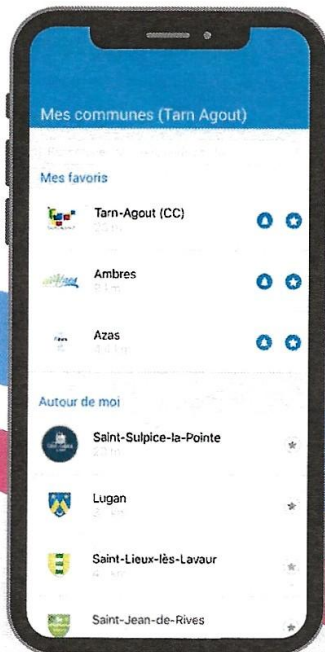 Mes communes (Tarn Agout)
Mes favoris
Tarn-Agout (CC)
Ambres
Azas
Autour de moi
Saint-Sulpice-la-Pointe
Lugan
Saint-Lieux-lès-Lavaur
Saint-Jean-de-Rives